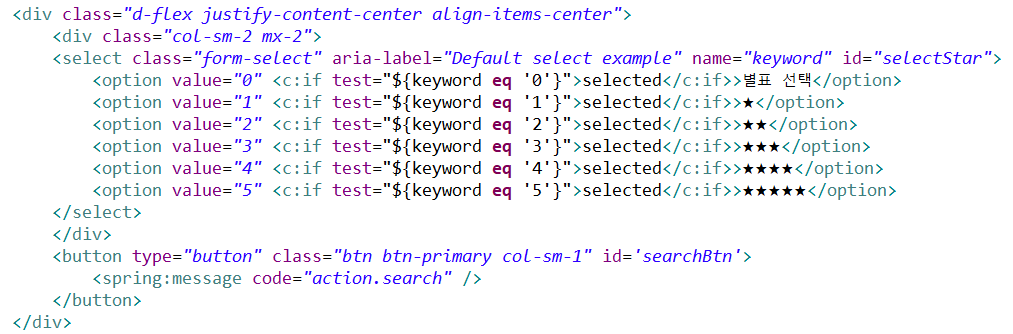 <div class="d-flex justify-content-center align-items-center">
<div class="col-sm-2 mx-2">
<select class="form-select" aria-label="Default select example" name="keyword" id="selectStar">
<option value="0" <c:if test="${keyword eq '0'}">selected</c:if>>별표 선택</option>
<option value="1" <c:if test="${keyword eq '1'}">selected</c:if>>★</option>
<option value="2" <c:if test="${keyword eq '2'}">selected</c:if>>★★</option>
<option value="3" <c:if test="${keyword eq '3'}">selected</c:if>>★★★</option>
<option value="4" <c:if test="${keyword eq '4'}">selected</c:if>>★★★★</option>
<option value="5" <c:if test="${keyword eq '5'}">selected</c:if>>★★★★★</option>
</select>
</div>
<button type="button" class="btn btn-primary col-sm-1" id='searchBtn'>
<spring:message code="action.search" />
</button>
</div>